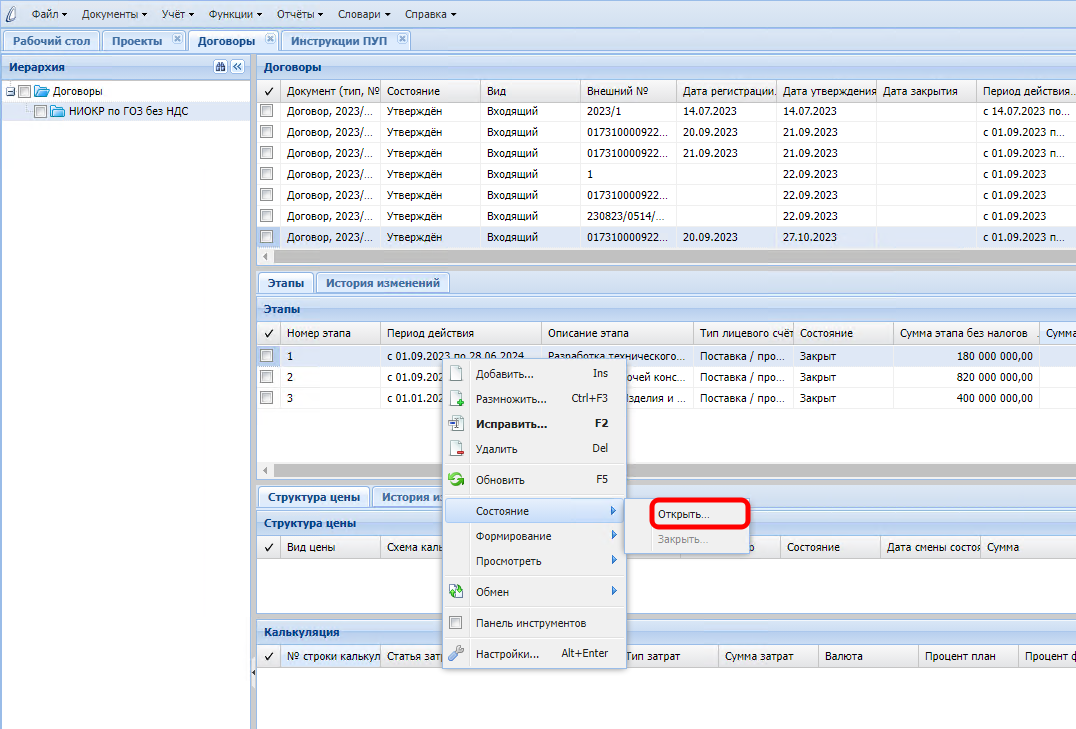 Файл Документы Учёт Функции Отчёты Словари Справка
Рабочий стол Проекты Договоры Инструкции ПУП
Иерархия
Договоры
НИОКР по ГОЗ без НДС
Договоры
Документ (тип, № Состояние Вид Внешний № Дата регистрации. Дата утверждения Дата закрытия Период действия..
Договор, 2023/... Утверждён Входящий 2023/1 14.07.2023 14.07.2023 с 14.07.2023 по...
Договор, 2023/... Утверждён Входящий 017310000922... 20.09.2023 21.09.2023 с 01.09.2023 п...
Договор, 2023/... Утверждён Входящий 017310000922... 21.09.2023 21.09.2023 с 01.09.2023 п...
Договор, 2023/... Утверждён Входящий 1 22.09.2023 с 01.09.2023
Договор, 2023/... Утверждён Входящий 017310000922... 22.09.2023 с 01.09.2023
Договор, 2023/... Утверждён Входящий 230823/0514/... 22.09.2023 с 01.09.2023
Договор, 2023/... Утверждён Входящий 017310000922... 20.09.2023 27.10.2023 с 01.09.2023 п...
Этапы История изменений
Этапы
Номер этапа Период действия Описание этапа Тип лицевого счёт Состояние Сумма этапа без налогов Сумма
1 с 01.09.2023 по 28.06.2024 Разработка технического... Поставка / про... Закрыт 180 000 000,00
2 с 01.09.202 очей конс... Поставка / про... Закрыт 820 000 000,00
3 с 01.01.202 Изделия и ... Поставка / про... Закрыт 400 000 000,00
Добавить... Ins
Размножить... Ctrl+F3
Исправить... F2
Удалить Del
Обновить F5
Состояние
Формирование
Просмотреть
Обмен
Панель инструментов
Настройки... Alt+Enter
Открыть...
Закрыть...
Структура цены История из
Структура цены
Вид цены Схема каль Состояние Дата смены состоя Сумма
Калькуляция
№ строки калькул Статья затр Тип затрат Сумма затрат Валюта Процент план Процент ф